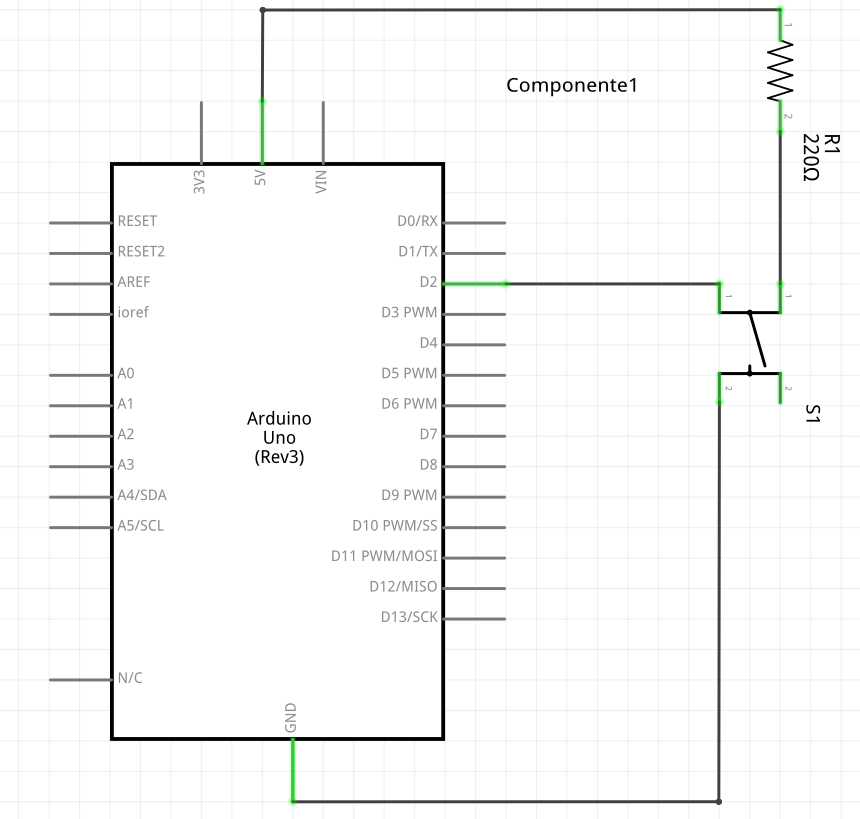 1
Componente1
2
R1
220Ω
3V3
5V
VIN
RESET
D0/RX
RESET2
D1/TX
AREF
D2
ioref
D3 PWM
1
1
D4
A0
D5 PWM
A1
D6 PWM
2
2
S1
Arduino
Uno
(Rev3)
A2
D7
A3
D8
A4/SDA
D9 PWM
A5/SCL
D10 PWM/SS
D11 PWM/MOSI
D12/MISO
D13/SCK
N/C
GND